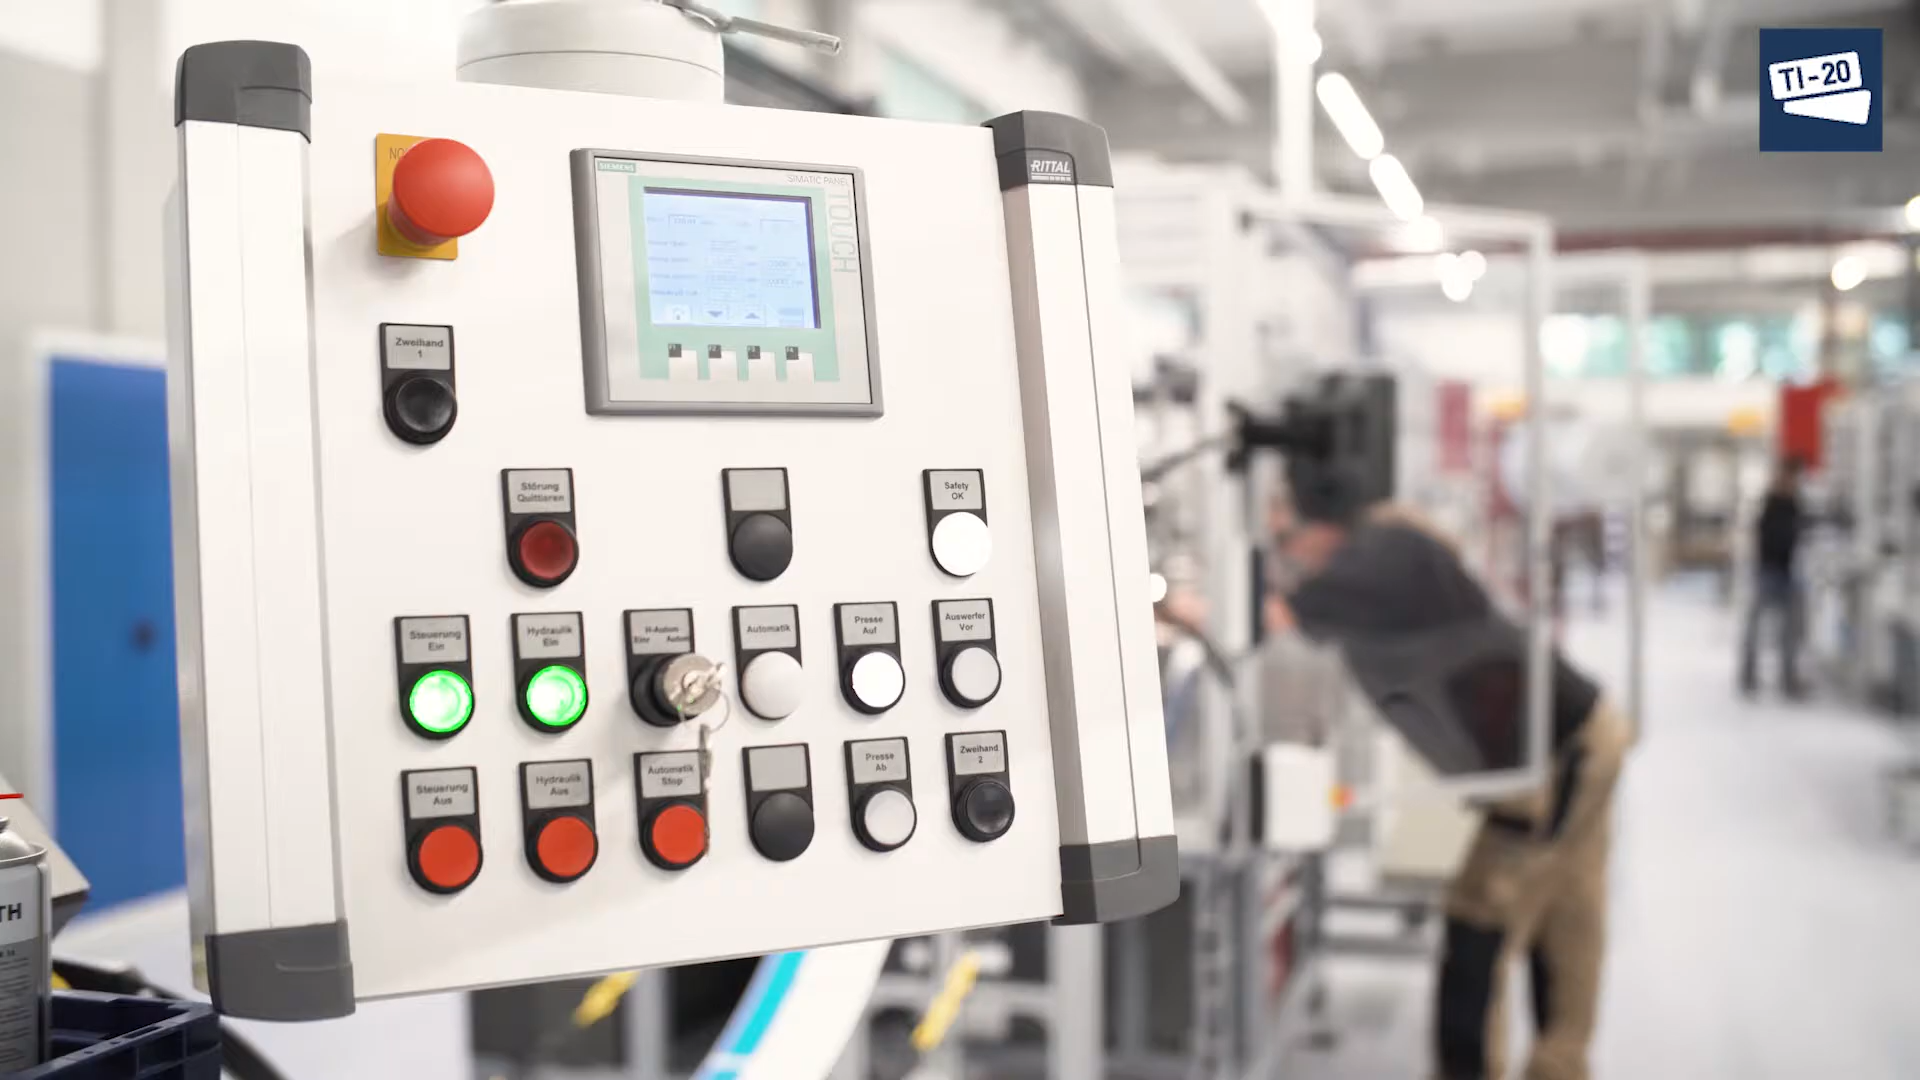 TI-20
RITTAL
SIEMENS
SIMATIC PANEL
TOUCH
Zweihand
1
Störung
Quittieren
Safety
OK
Steuerung
Ein
Hydraulik
Ein
Automatik
Presse
Auf
Auswerfer
Vor
Steuerung
Aus
Hydraulik
Aus
Automatik
Stop
Presse
Ab
Zweihand
2
TH